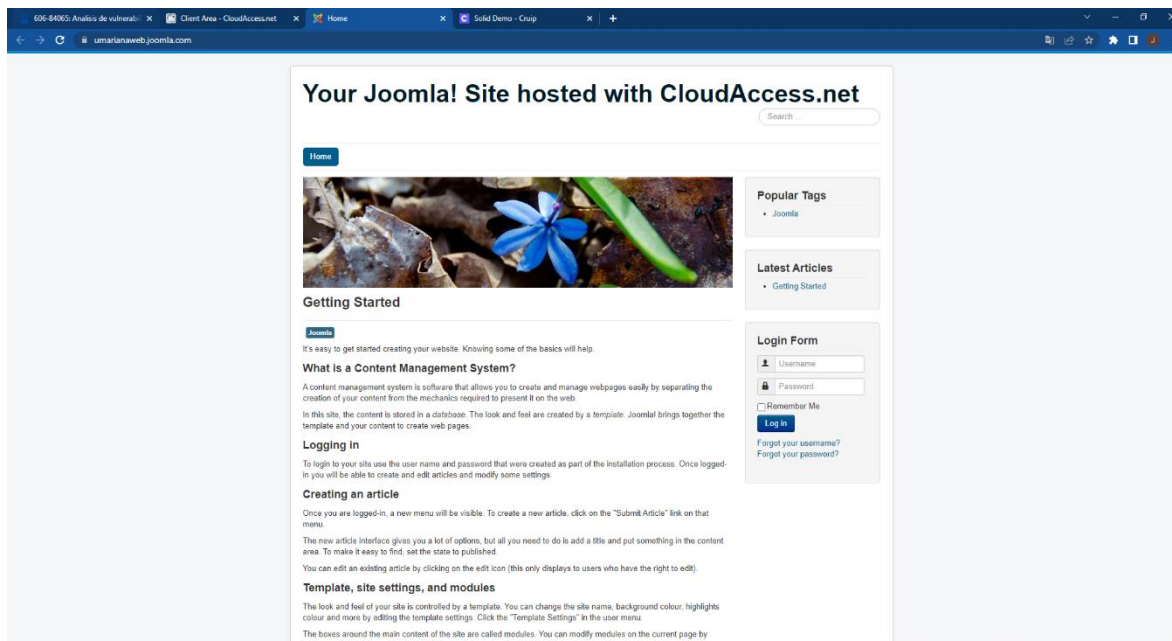 606-84065: Analisis de vulnerabil
Client Area - CloudAccess.net
Home
Solid Demo - Cruip
umarianaweb.joomla.com
Your Joomla! Site hosted with CloudAccess.net
Search ...
Home
Getting Started
Joomla
It's easy to get started creating your website. Knowing some of the basics will help.
What is a Content Management System?
A content management system is software that allows you to create and manage webpages easily by separating the
creation of your content from the mechanics required to present it on the web.
In this site, the content is stored in a database. The look and feel are created by a template. Joomla! brings together the
template and your content to create web pages.
Logging in
To login to your site use the user name and password that were created as part of the installation process. Once logged-
in you will be able to create and edit articles and modify some settings.
Creating an article
Once you are logged-in, a new menu will be visible. To create a new article, click on the "Submit Article" link on that
menu.
The new article interface gives you a lot of options, but all you need to do is add a title and put something in the content
area. To make it easy to find, set the state to published.
You can edit an existing article by clicking on the edit icon (this only displays to users who have the right to edit).
Template, site settings, and modules
The look and feel of your site is controlled by a template. You can change the site name, background colour, highlights
colour and more by editing the template settings. Click the "Template Settings" in the user menu.
The boxes around the main content of the site are called modules. You can modify modules on the current page by
Popular Tags
Joomla
Latest Articles
Getting Started
Login Form
Username
Password
Remember Me
Log in
Forgot your username?
Forgot your password?